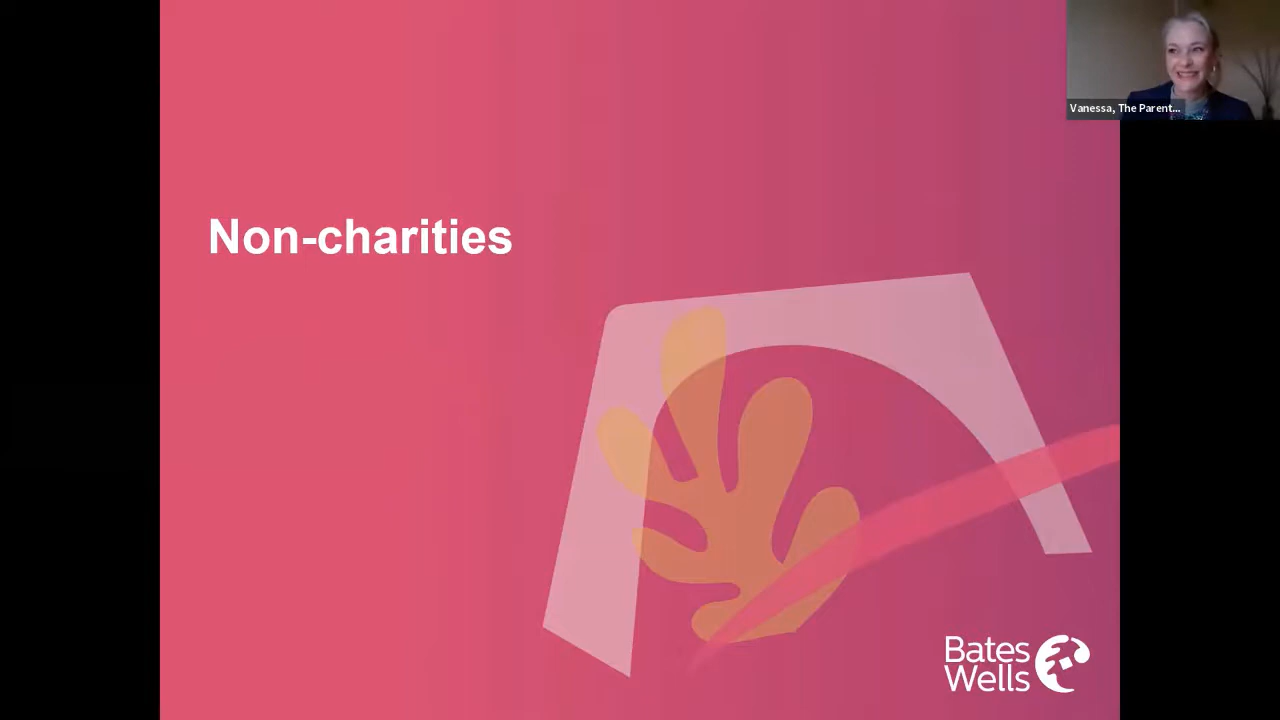 Vanessa, The Parent...
Non-charities
Bates
Wells